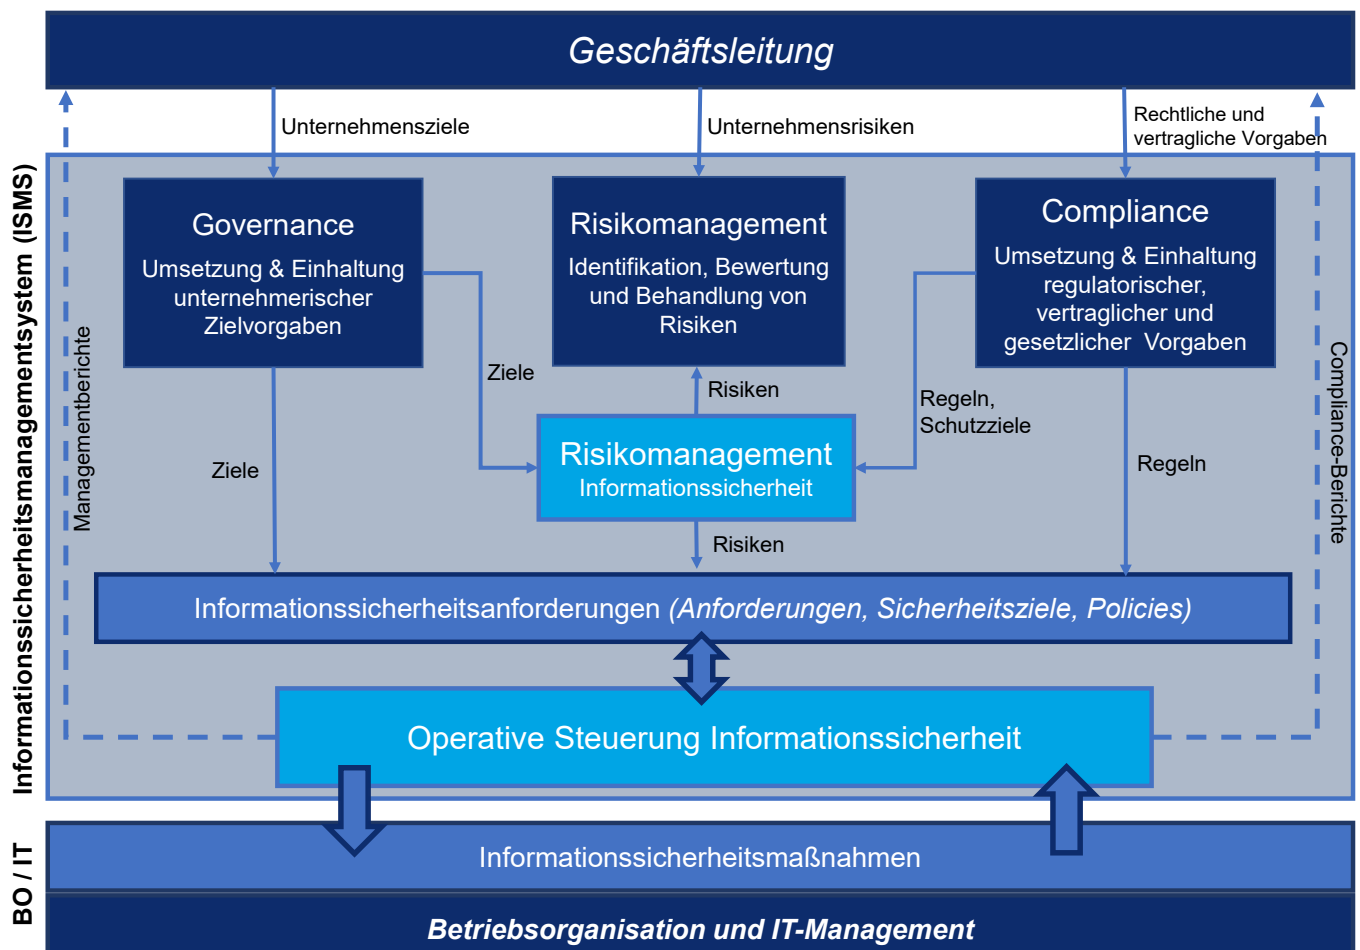 Geschäftsleitung
Unternehmensziele
Unternehmensrisiken
Rechtliche und
vertragliche Vorgaben
Informationssicherheitsmanagementsystem (ISMS)
Governance
Umsetzung & Einhaltung
unternehmerischer
Zielvorgaben
Risikomanagement
Identifikation, Bewertung
und Behandlung von
Risiken
Compliance
Umsetzung & Einhaltung
regulatorischer,
vertraglicher und
gesetzlicher Vorgaben
Managementberichte
Compliance-Berichte
Ziele
Risiken
Regeln,
Schutzziele
Risikomanagement
Informationssicherheit
Ziele
Regeln
Risiken
Informationssicherheitsanforderungen (Anforderungen, Sicherheitsziele, Policies)
Operative Steuerung Informationssicherheit
BO / IT
Informationssicherheitsmaßnahmen
Betriebsorganisation und IT-Management